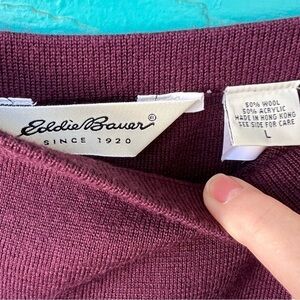 Eddie Bauer®
SINCE 1920
50% WOOL
50% ACRYLIC
MADE IN HONG KONG
SEE SIDE FOR CARE
L